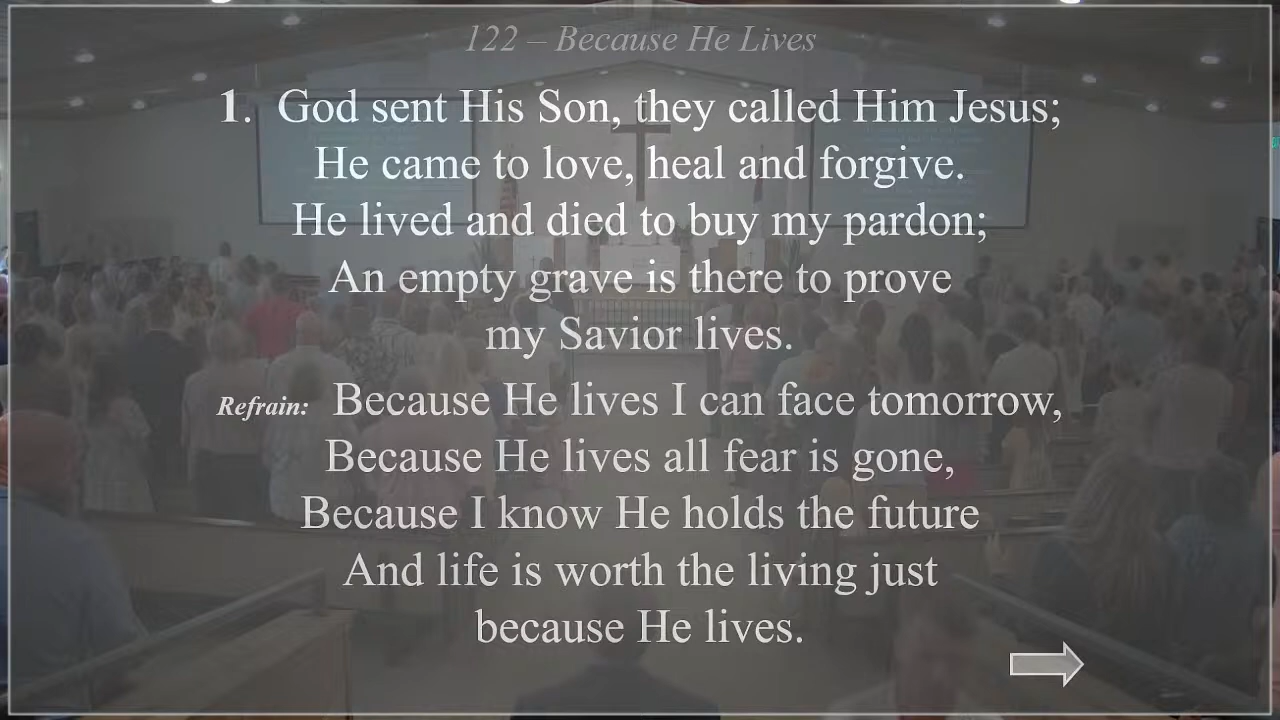 122 – Because He Lives
1. God sent His Son, they called Him Jesus;
He came to love, heal and forgive.
He lived and died to buy my pardon;
An empty grave is there to prove
my Savior lives.
Refrain: Because He lives I can face tomorrow,
Because He lives all fear is gone,
Because I know He holds the future
And life is worth the living just
because He lives.